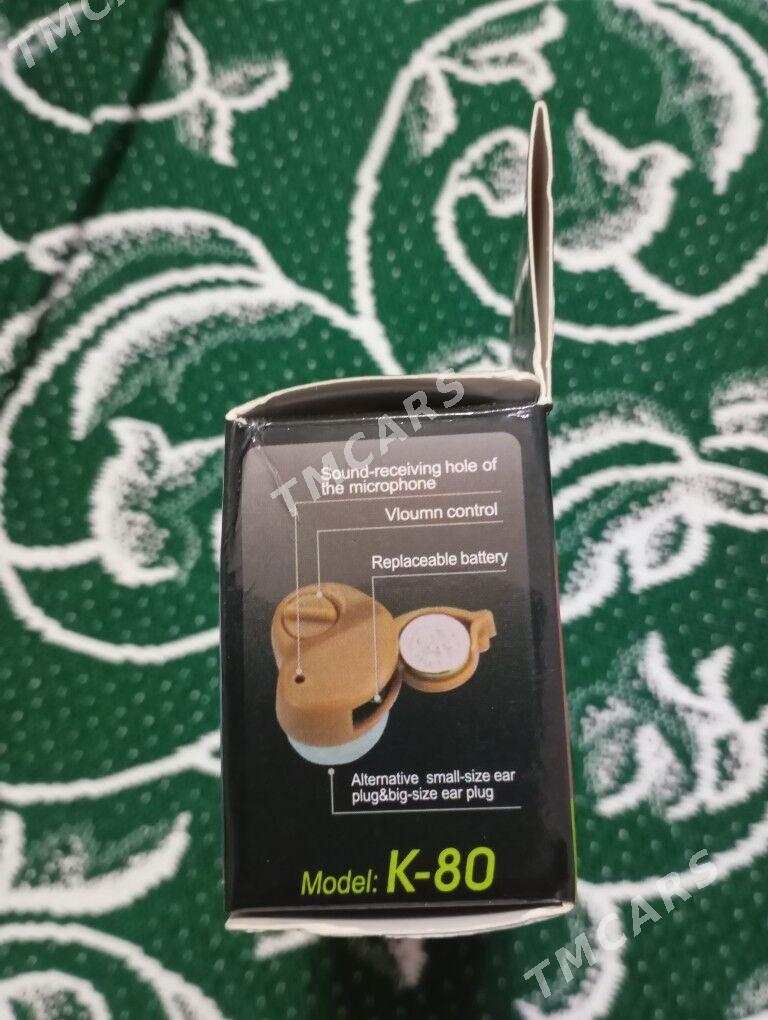 TMCARS
TMCARS
Sound-receiving hole of
the microphone
Vloumn control
Replaceable battery
Alternative small-size ear
plug&big-size ear plug
Model: K-80
TMCARS